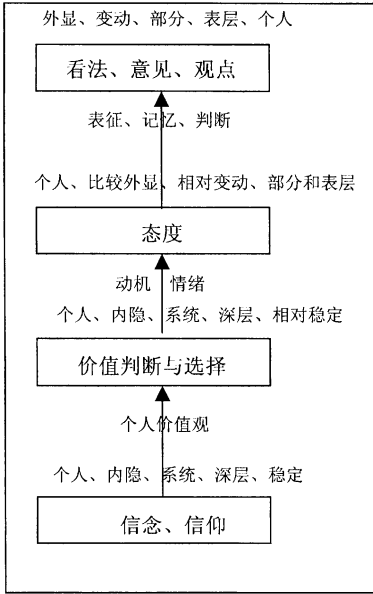 外显、变动、部分、表层、个人
看法、意见、观点
表征、记忆、判断
个人、比较外显、相对变动、部分和表层
态度
动机 情绪
个人、内隐、系统、深层、相对稳定
价值判断与选择
个人价值观
个人、内隐、系统、深层、稳定
信念、信仰